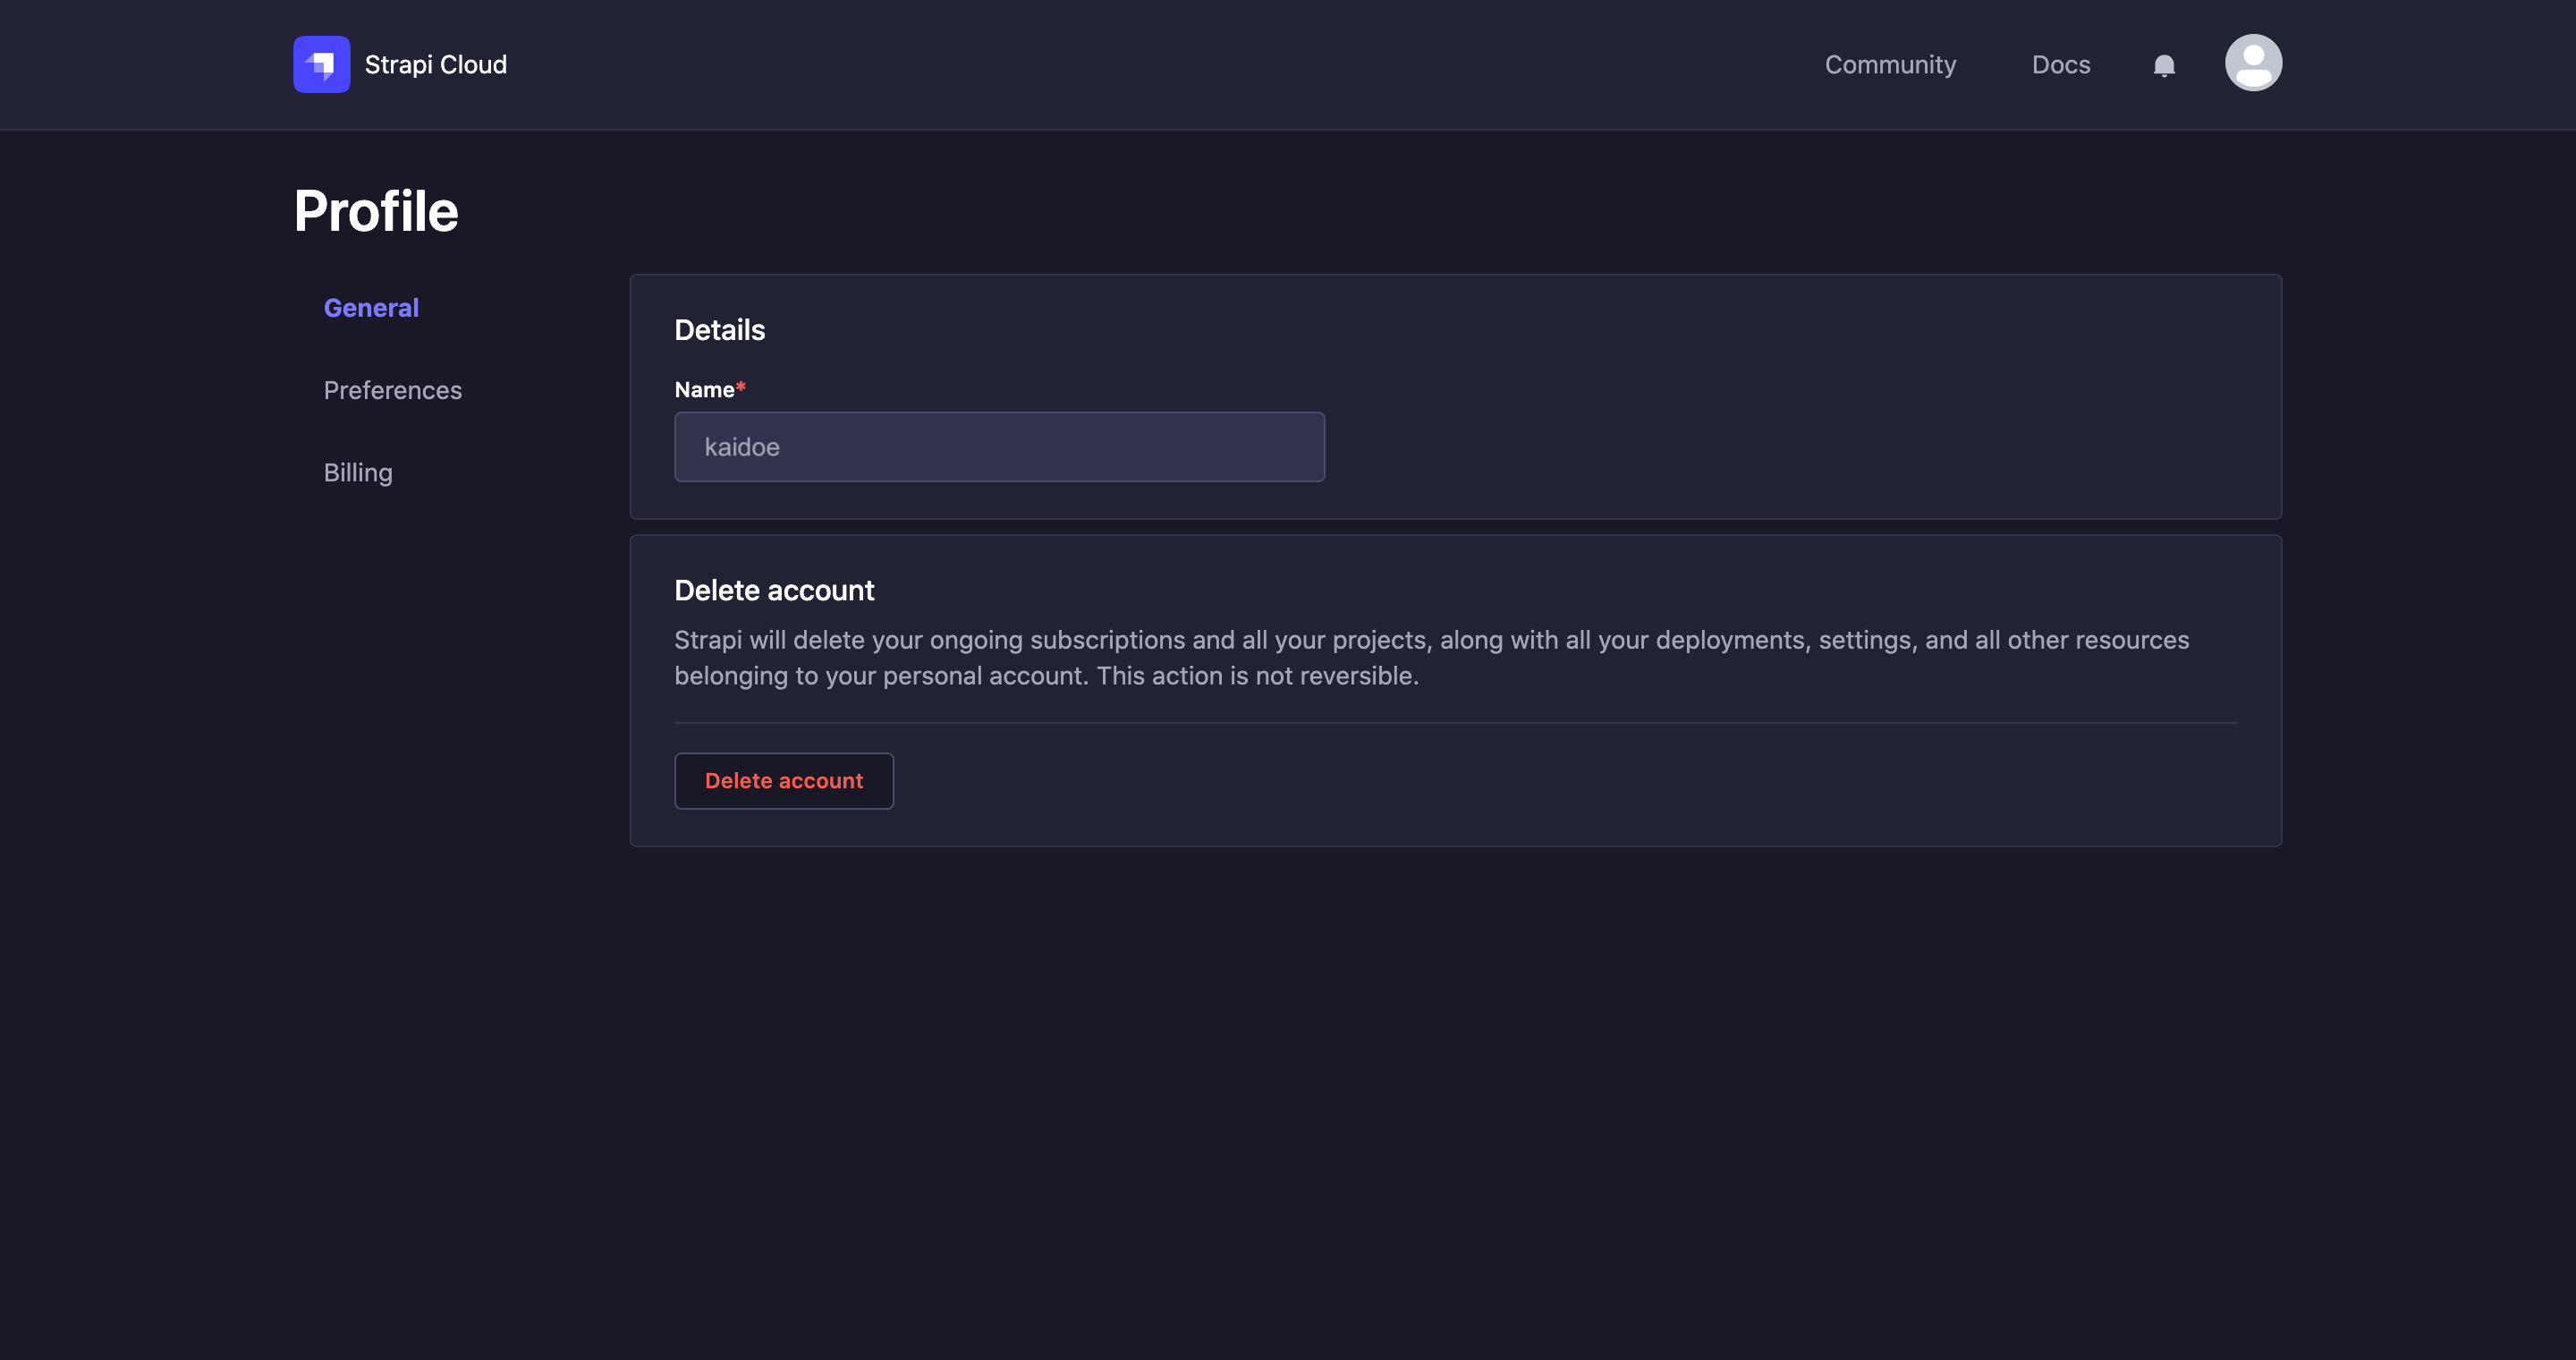 Strapi Cloud
Community
Docs
Profile
General
Preferences
Billing
Details
Name*
kaidoe
Delete account
Strapi will delete your ongoing subscriptions and all your projects, along with all your deployments, settings, and all other resources
belonging to your personal account. This action is not reversible.
Delete account